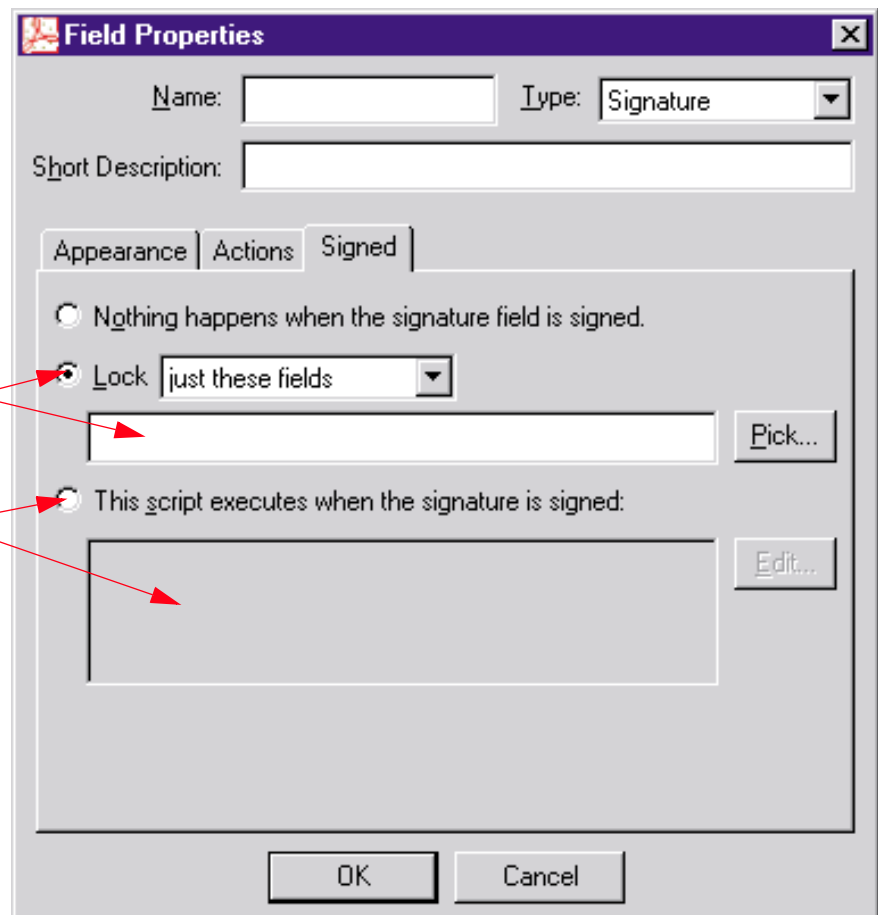 Field Properties
Name:
Type: Signature
Short Description:
Appearance Actions Signed
Nothing happens when the signature field is signed.
Lock just these fields
Pick...
This script executes when the signature is signed:
Edit...
OK Cancel